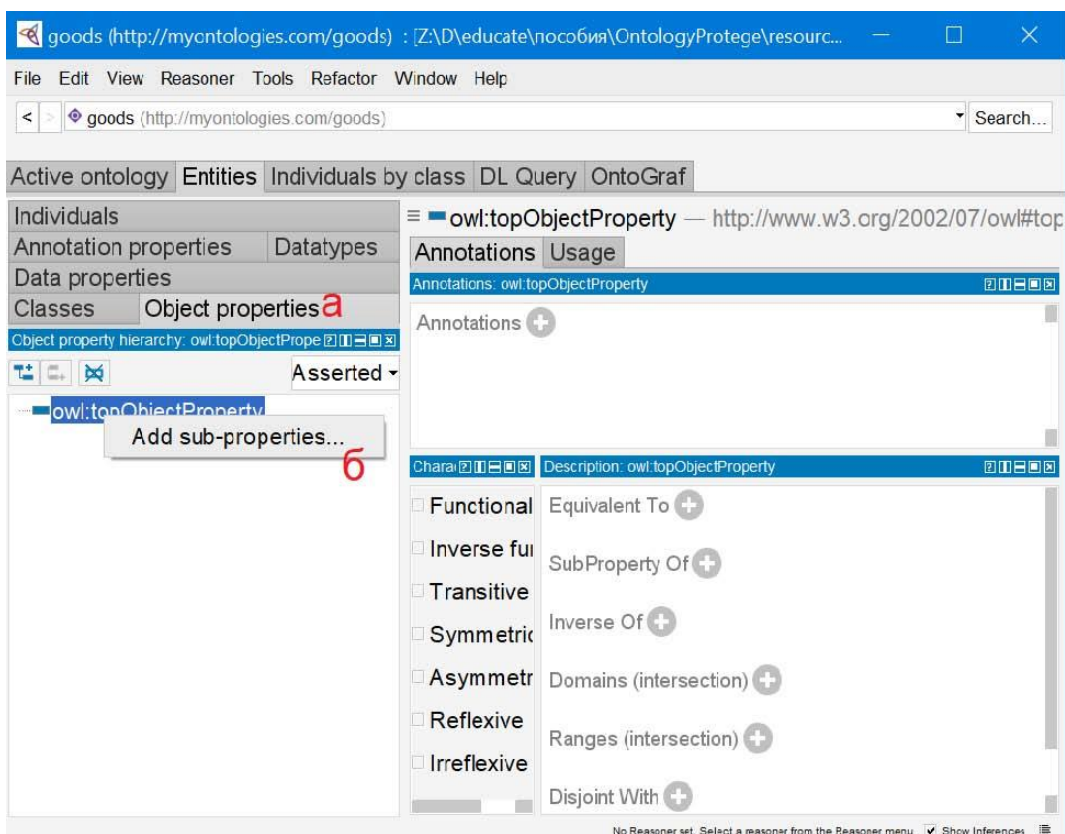 goods (http://myontologies.com/goods) : [Z:\D\educate\пособия\OntologyProtege\resourc...
File Edit View Reasoner Tools Refactor Window Help
< > goods (http://myontologies.com/goods) Search...
Active ontology Entities Individuals by class DL Query OntoGraf
Individuals
Annotation properties Datatypes
Data properties
Classes Object properties а
Object property hierarchy: owl:topObjectPrope
Asserted
owl:topObjectProperty
Add sub-properties...
б
owl:topObjectProperty — http://www.w3.org/2002/07/owl#top
Annotations Usage
Annotations: owl:topObjectProperty
Annotations
Chara
Functional
Inverse fu
Transitive
Symmetric
Asymmetr
Reflexive
Irreflexive
Description: owl:topObjectProperty
Equivalent To
SubProperty Of
Inverse Of
Domains (intersection)
Ranges (intersection)
Disjoint With
No Reasoner set. Select a reasoner from the Reasoner menu Show Inferences